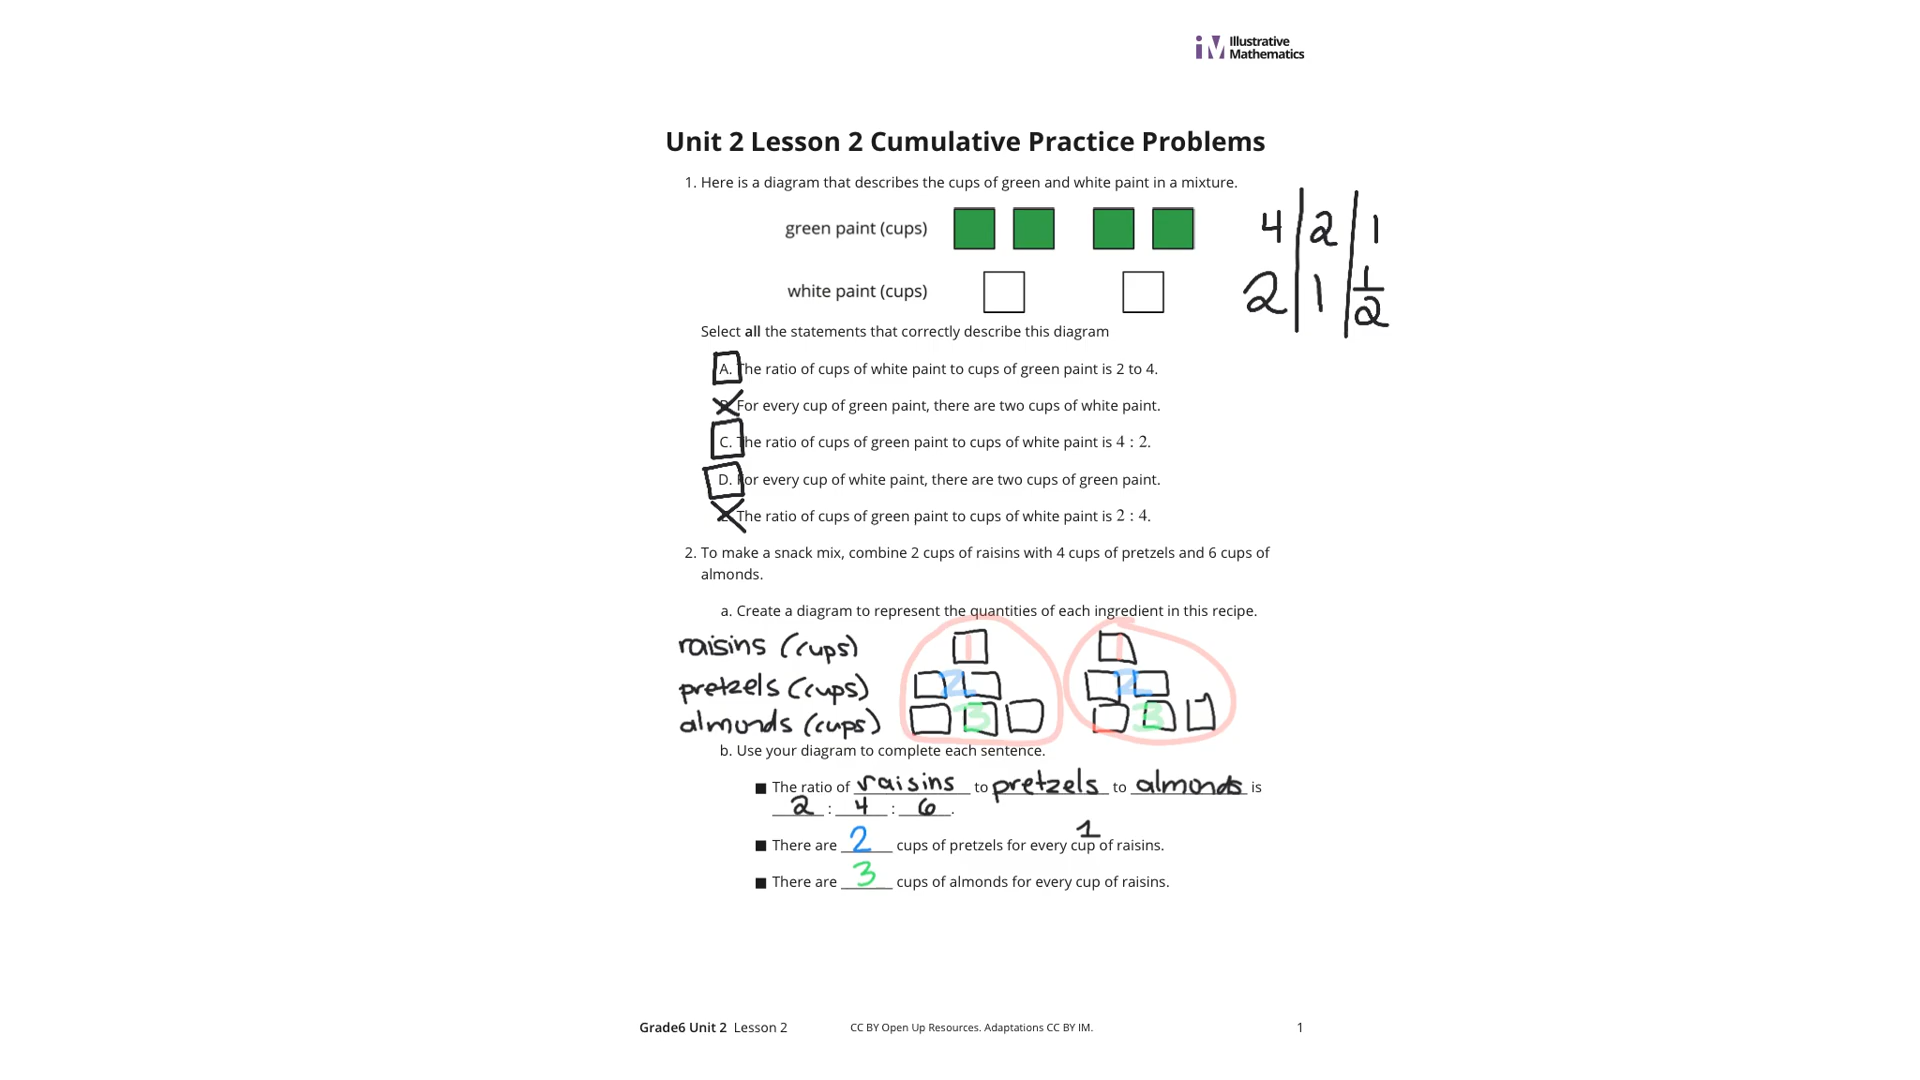 Illustrative
Mathematics
Unit 2 Lesson 2 Cumulative Practice Problems
1. Here is a diagram that describes the cups of green and white paint in a mixture.
green paint (cups)
4 | 2 | 1
white paint (cups)
2 | 1 | 1/2
Select all the statements that correctly describe this diagram
A. The ratio of cups of white paint to cups of green paint is 2 to 4.
For every cup of green paint, there are two cups of white paint.
C. The ratio of cups of green paint to cups of white paint is 4 : 2.
D. For every cup of white paint, there are two cups of green paint.
The ratio of cups of green paint to cups of white paint is 2 : 4.
2. To make a snack mix, combine 2 cups of raisins with 4 cups of pretzels and 6 cups of
almonds.
a. Create a diagram to represent the quantities of each ingredient in this recipe.
raisins (cups) 1 1
pretzels (cups) 2 2
almonds (cups) 3 3
b. Use your diagram to complete each sentence.
■ The ratio of raisins to pretzels to almonds is
2 : 4 : 6.
1
■ There are 2 cups of pretzels for every cup of raisins.
■ There are 3 cups of almonds for every cup of raisins.
Grade6 Unit 2 Lesson 2 CC BY Open Up Resources. Adaptations CC BY IM. 1